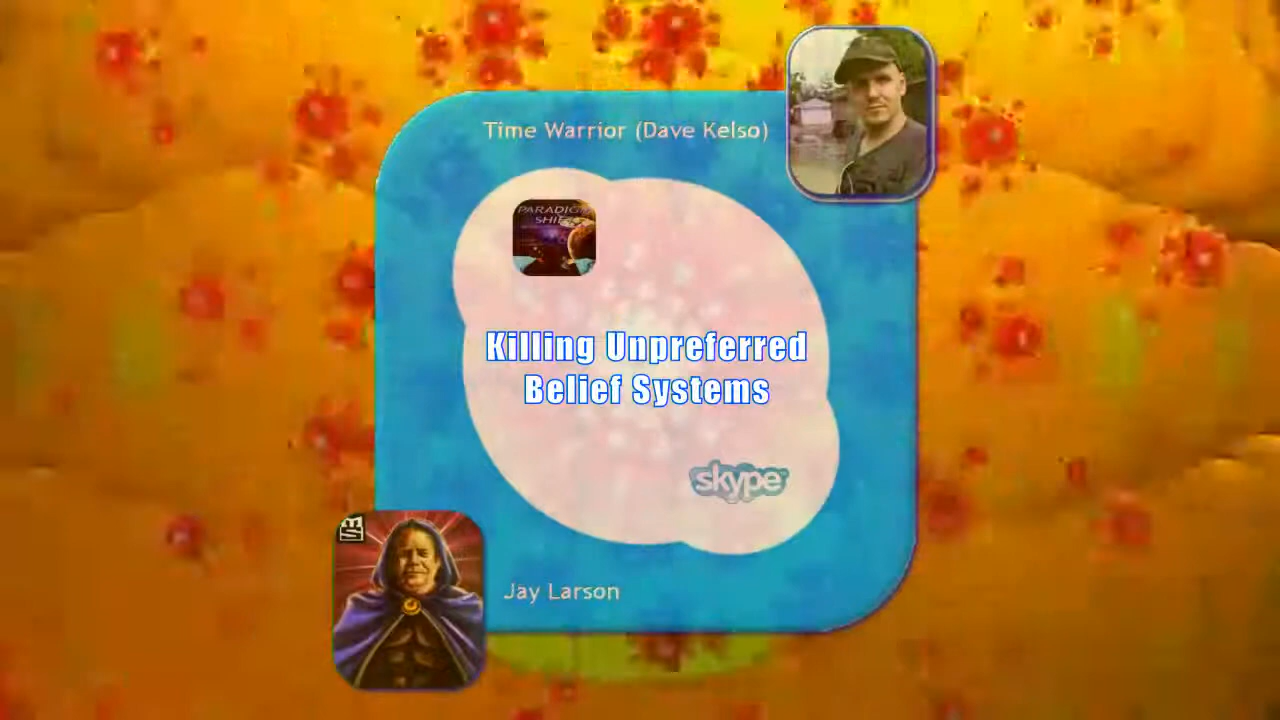 Time Warrior (Dave Kelso)
PARADIGM
SHIFT
Killing Unpreferred
Belief Systems
skype
Jay Larson